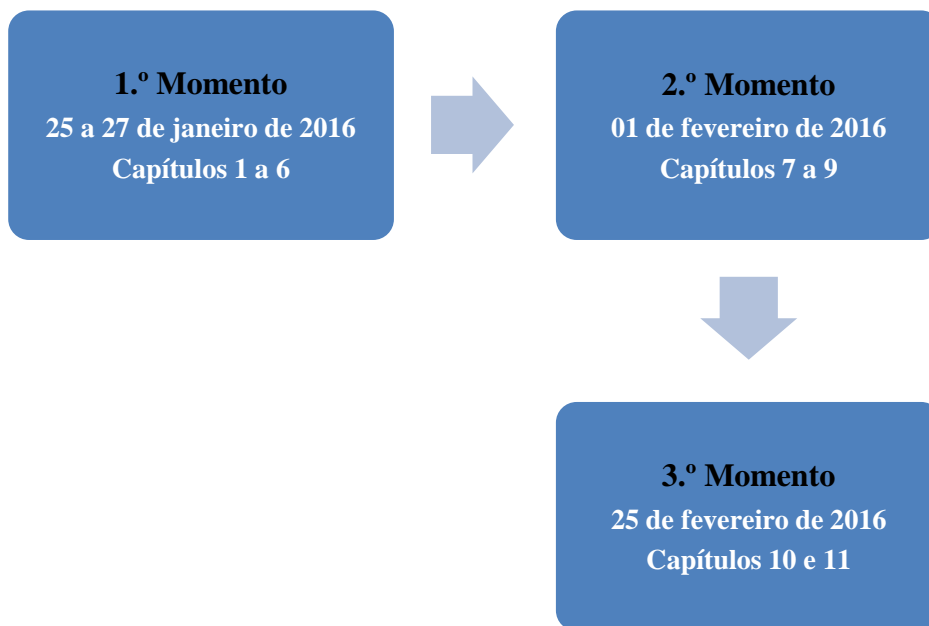 1.º Momento
25 a 27 de janeiro de 2016
Capítulos 1 a 6
2.º Momento
01 de fevereiro de 2016
Capítulos 7 a 9
3.º Momento
25 de fevereiro de 2016
Capítulos 10 e 11